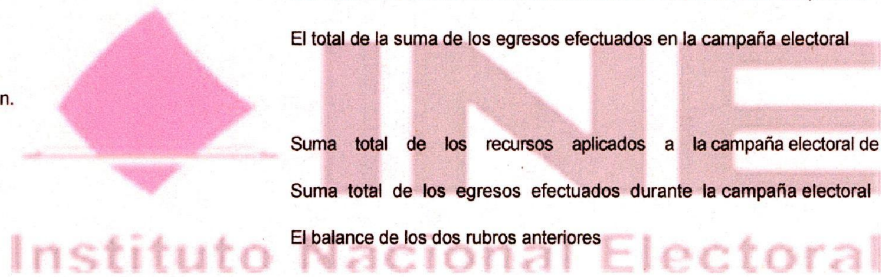 El total de la suma de los egresos efectuados en la campaña electoral
n.
INE
Suma total de los recursos aplicados a la campaña electoral de
Suma total de los egresos efectuados durante la campaña electoral
El balance de los dos rubros anteriores
Instituto Nacional Electoral